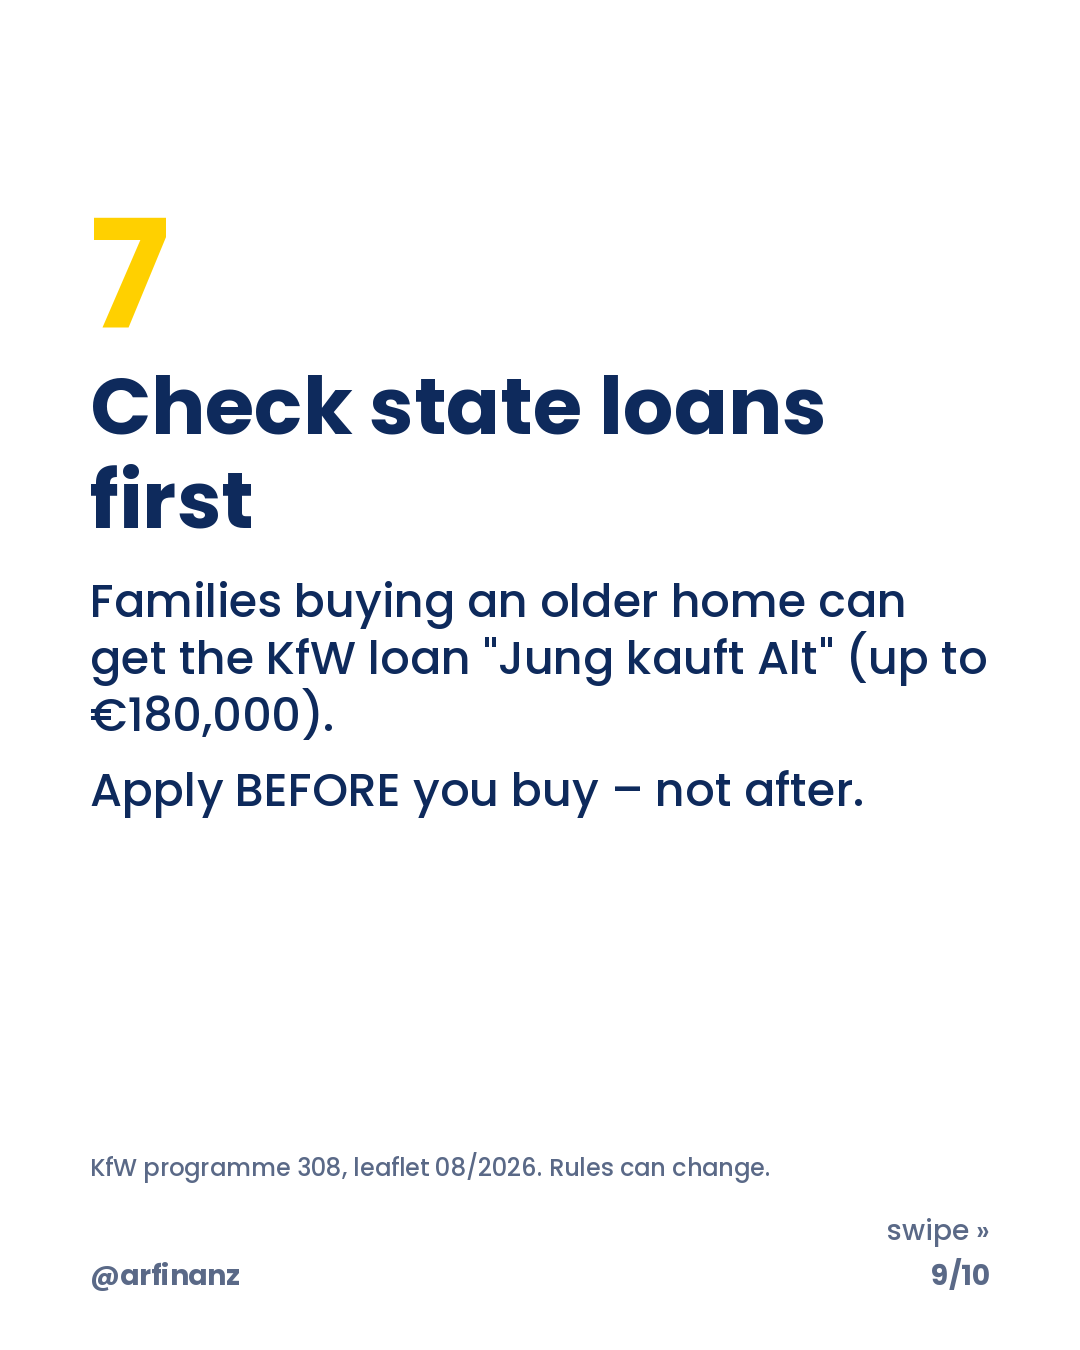 7
Check state loans
first
Families buying an older home can
get the KfW loan "Jung kauft Alt" (up to
€180,000).
Apply BEFORE you buy – not after.
KfW programme 308, leaflet 08/2026. Rules can change.
swipe »
@arfinanz
9/10